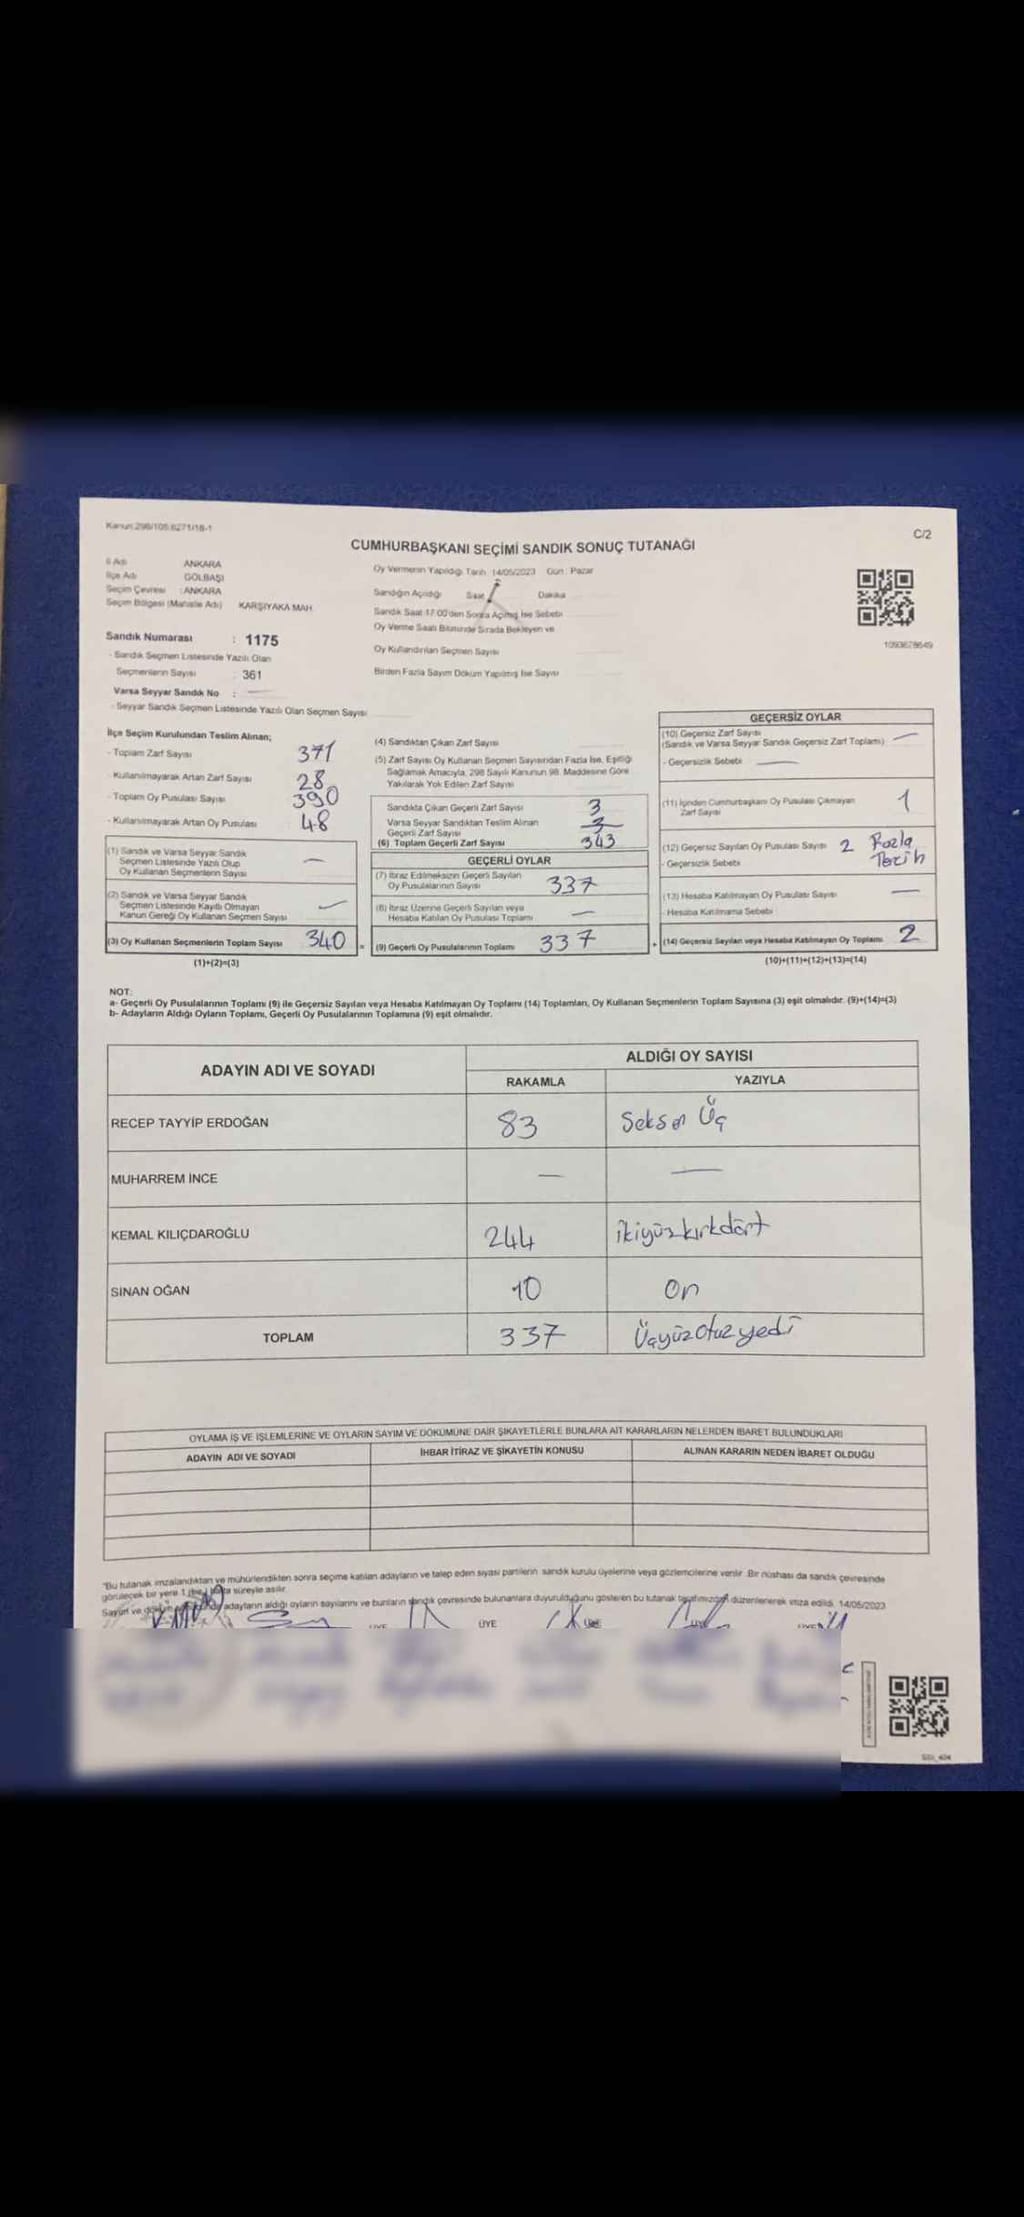 Kanun:298/105;6271/18-1
C/2
CUMHURBAŞKANI SEÇİMİ SANDIK SONUÇ TUTANAĞI
İl Adı ANKARA
İlçe Adı GÖLBAŞI
Seçim Çevresi :ANKARA
Seçim Bölgesi (Mahalle Adı) KARŞIYAKA MAH.
Oy Vermenin Yapıldığı Tarih 14/05/2023 Gün: Pazar
Sandığın Açıldığı Saat Dakika
Sandık Saat 17:00'den Sonra Açılmış İse Sebebi
Oy Verme Saati Bitiminde Sırada Bekleyen ve
Oy Kullandırılan Seçmen Sayısı
Birden Fazla Sayım Döküm Yapılmış İse Sayısı
1093678649
Sandık Numarası : 1175
- Sandık Seçmen Listesinde Yazılı Olan
Seçmenlerin Sayısı 361
Varsa Seyyar Sandık No : —
- Seyyar Sandık Seçmen Listesinde Yazılı Olan Seçmen Sayısı
İlçe Seçim Kurulundan Teslim Alınan;
- Toplam Zarf Sayısı 371
- Kullanılmayarak Artan Zarf Sayısı 28
- Toplam Oy Pusulası Sayısı 390
- Kullanılmayarak Artan Oy Pusulası 48
(1) Sandık ve Varsa Seyyar Sandık
Seçmen Listesinde Yazılı Olup
Oy Kullanan Seçmenlerin Sayısı —
(2) Sandık ve Varsa Seyyar Sandık
Seçmen Listesinde Kayıtlı Olmayan
Kanun Gereği Oy Kullanan Seçmen Sayısı —
(3) Oy Kullanan Seçmenlerin Toplam Sayısı 340
(1)+(2)=(3)
(4) Sandıktan Çıkan Zarf Sayısı
(5) Zarf Sayısı Oy Kullanan Seçmen Sayısından Fazla İse, Eşitliği
Sağlamak Amacıyla, 298 Sayılı Kanunun 98. Maddesine Göre
Yakılarak Yok Edilen Zarf Sayısı
Sandıkta Çıkan Geçerli Zarf Sayısı 3
Varsa Seyyar Sandıktan Teslim Alınan
Geçerli Zarf Sayısı
(6) Toplam Geçerli Zarf Sayısı 343
GEÇERLİ OYLAR
(7) İtiraz Edilmeksizin Geçerli Sayılan
Oy Pusulalarının Sayısı 337
(8) İtiraz Üzerine Geçerli Sayılan veya
Hesaba Katılan Oy Pusulası Toplamı —
(9) Geçerli Oy Pusulalarının Toplamı 337
GEÇERSİZ OYLAR
(10) Geçersiz Zarf Sayısı
(Sandık ve Varsa Seyyar Sandık Geçersiz Zarf Toplamı) —
- Geçersizlik Sebebi —
(11) İçinden Cumhurbaşkanı Oy Pusulası Çıkmayan
Zarf Sayısı 1
(12) Geçersiz Sayılan Oy Pusulası Sayısı 2
- Geçersizlik Sebebi Tercih
(13) Hesaba Katılmayan Oy Pusulası Sayısı —
- Hesaba Katılmama Sebebi
(14) Geçersiz Sayılan veya Hesaba Katılmayan Oy Toplamı 2
(10)+(11)+(12)+(13)=(14)
NOT:
a- Geçerli Oy Pusulalarının Toplamı (9) ile Geçersiz Sayılan veya Hesaba Katılmayan Oy Toplamı (14) Toplamları, Oy Kullanan Seçmenlerin Toplam Sayısına (3) eşit olmalıdır. (9)+(14)=(3)
b- Adayların Aldığı Oyların Toplamı, Geçerli Oy Pusulalarının Toplamına (9) eşit olmalıdır.
ADAYIN ADI VE SOYADI
ALDIĞI OY SAYISI
RAKAMLA YAZIYLA
RECEP TAYYİP ERDOĞAN 83 Seksen Üç
MUHARREM İNCE — —
KEMAL KILIÇDAROĞLU 244 ikiyüzkırkdört
SİNAN OĞAN 10 On
TOPLAM 337 Üçyüzotuzyedi
OYLAMA İŞ VE İŞLEMLERİNE VE OYLARIN SAYIM VE DÖKÜMÜNE DAİR ŞİKAYETLERLE BUNLARA AİT KARARLARIN NELERDEN İBARET BULUNDUKLARI
ADAYIN ADI VE SOYADI İHBAR İTİRAZ VE ŞİKAYETİN KONUSU ALINAN KARARIN NEDEN İBARET OLDUĞU
"Bu tutanak imzalandıktan ve mühürlendikten sonra seçime katılan adayların ve talep eden siyasi partilerin sandık kurulu üyelerine veya gözlemcilerine verilir. Bir nüshası da sandık çevresinde
görülecek bir yere 1 hafta süreyle asılır.
Sayım ve adayların aldığı oyların sayılarını ve bunların sandık çevresinde bulunanlara duyurulduğunu gösteren bu tutanak tarafımızdan düzenlenerek imza edildi. 14/05/2023
ÜYE ÜYE ÜYE ÜYE ÜYE